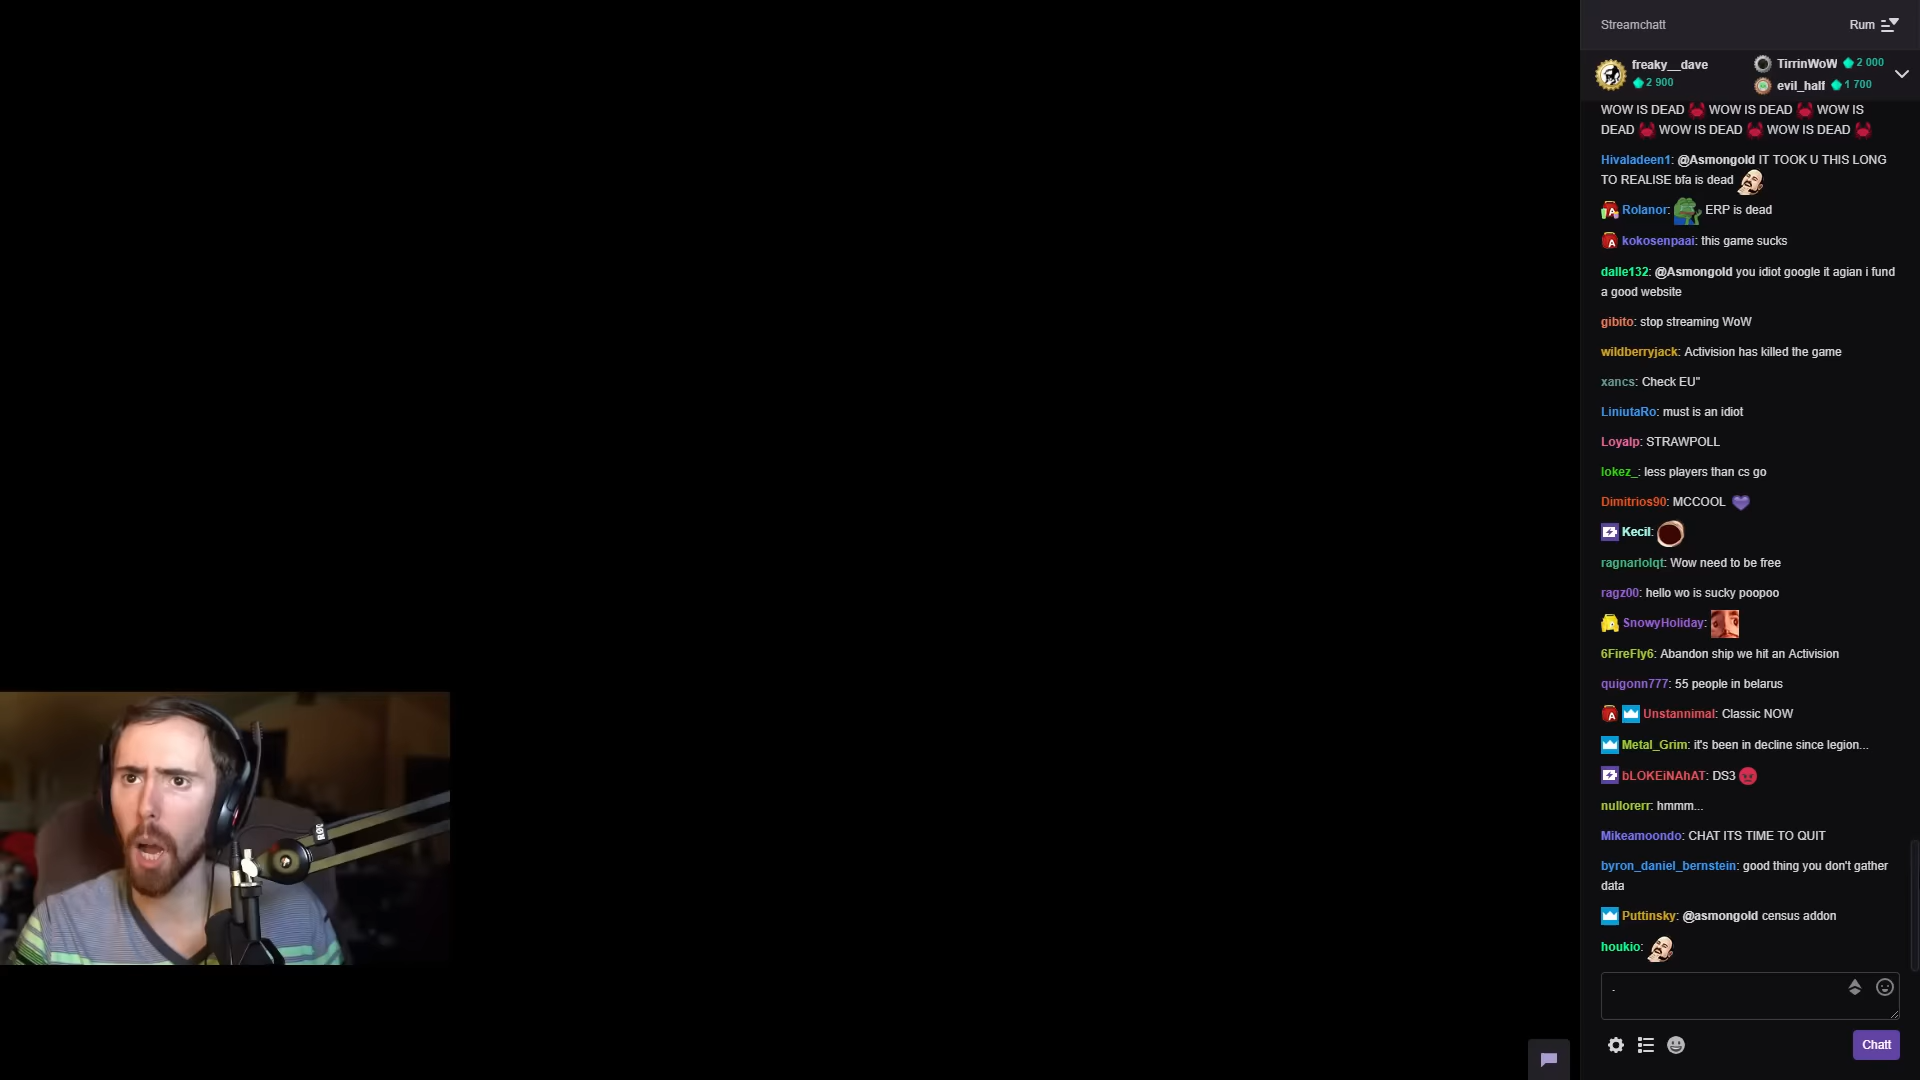 Streamchatt
Rum
freaky__dave
2 900
TirrinWoW 2 000
evil_half 1 700
WOW IS DEAD WOW IS DEAD WOW IS
DEAD WOW IS DEAD WOW IS DEAD
Hivaladeen1: @Asmongold IT TOOK U THIS LONG
TO REALISE bfa is dead
Rolanor: ERP is dead
kokosenpaai: this game sucks
dalle132: @Asmongold you idiot google it agian i fund
a good website
gibito: stop streaming WoW
wildberryjack: Activision has killed the game
xancs: Check EU"
LiniutaRo: must is an idiot
Loyalp: STRAWPOLL
lokez_: less players than cs go
Dimitrios90: MCCOOL
Kecil:
ragnarlolqt: Wow need to be free
ragz00: hello wo is sucky poopoo
SnowyHoliday:
6FireFly6: Abandon ship we hit an Activision
quigonn777: 55 people in belarus
Unstannimal: Classic NOW
Metal_Grim: it's been in decline since legion...
bLOKEiNAhAT: DS3
nullorerr: hmmm...
Mikeamoondo: CHAT ITS TIME TO QUIT
byron_daniel_bernstein: good thing you don't gather
data
Puttinsky: @asmongold census addon
houkio:
-
Chatt